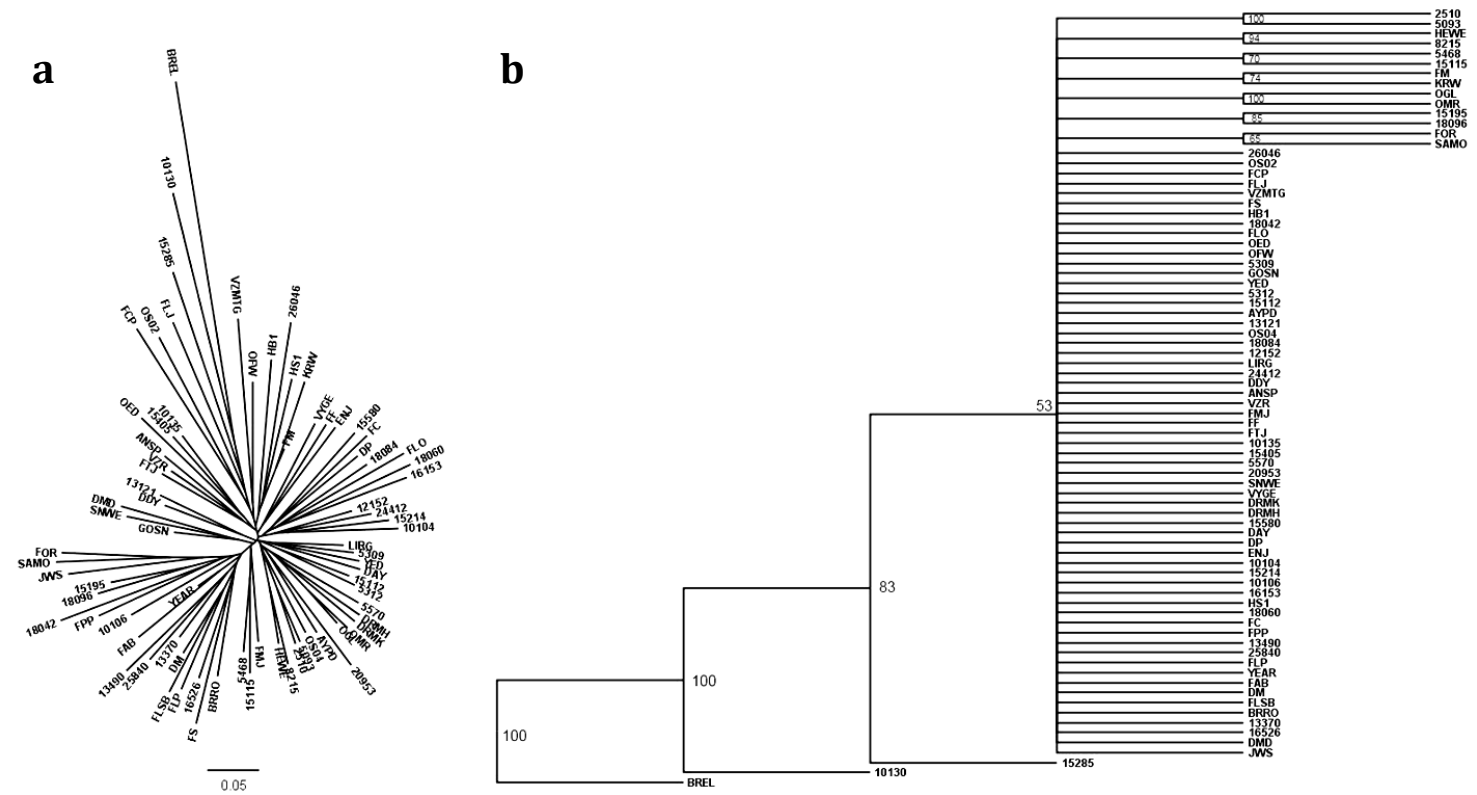 a
BREL
10130
15285
FLJ
OS02
FCP
VZMTG
26046
HB1
OFW
HS1
KRW
VYGE
FF
ENJ
FM
15580
FC
DP
18084
FLO
18060
16153
OED
10135
15405
ANSP
VZR
FTJ
13121
DDY
DMD
SNWE
GOSN
12152
24412
15214
10104
LIRG
5309
YED
DAY
15112
5312
5570
DRMH
DRMK
OMR
OGL
AYPD
20953
OS04
5093
2510
8215
HEWE
FMJ
15115
5468
BRRO
16526
FS
FLP
FLSB
DM
13370
25840
13490
FAB
YEAR
10106
FPP
18042
18096
15195
JWS
SAMO
FOR
0.05
b
100
2510
5093
94
HEWE
8215
70
5468
15115
74
FM
KRW
100
OGL
OMR
85
15195
18096
65
FOR
SAMO
26046
OS02
FCP
FLJ
VZMTG
FS
HB1
18042
FLO
OED
OFW
5309
GOSN
YED
5312
15112
AYPD
13121
OS04
18084
12152
LIRG
24412
DDY
ANSP
VZR
53
FMJ
FF
FTJ
10135
15405
5570
20953
SNWE
VYGE
DRMK
DRMH
15580
DAY
DP
ENJ
10104
15214
10106
16153
HS1
18060
FC
FPP
13490
25840
FLP
YEAR
FAB
DM
FLSB
BRRO
13370
16526
DMD
JWS
83
15285
100
10130
100
BREL